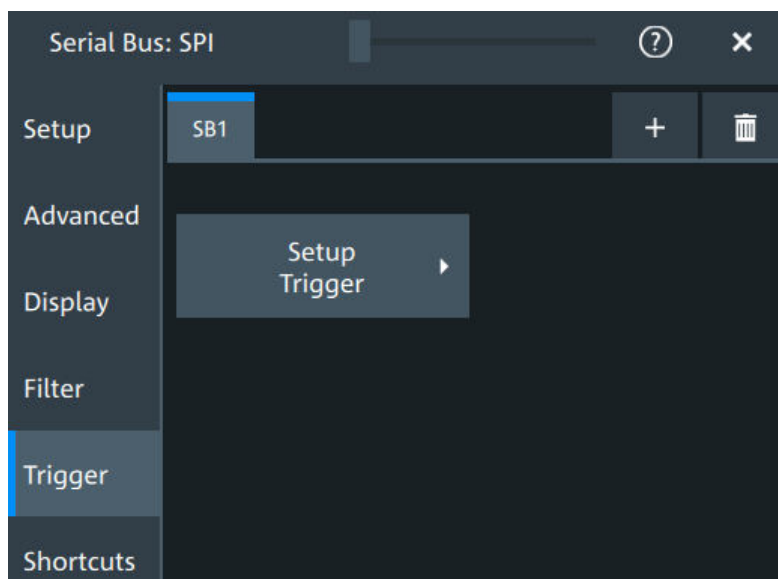 Serial Bus: SPI
?
Setup
SB1
+
Advanced
Setup
Trigger
Display
Filter
Trigger
Shortcuts